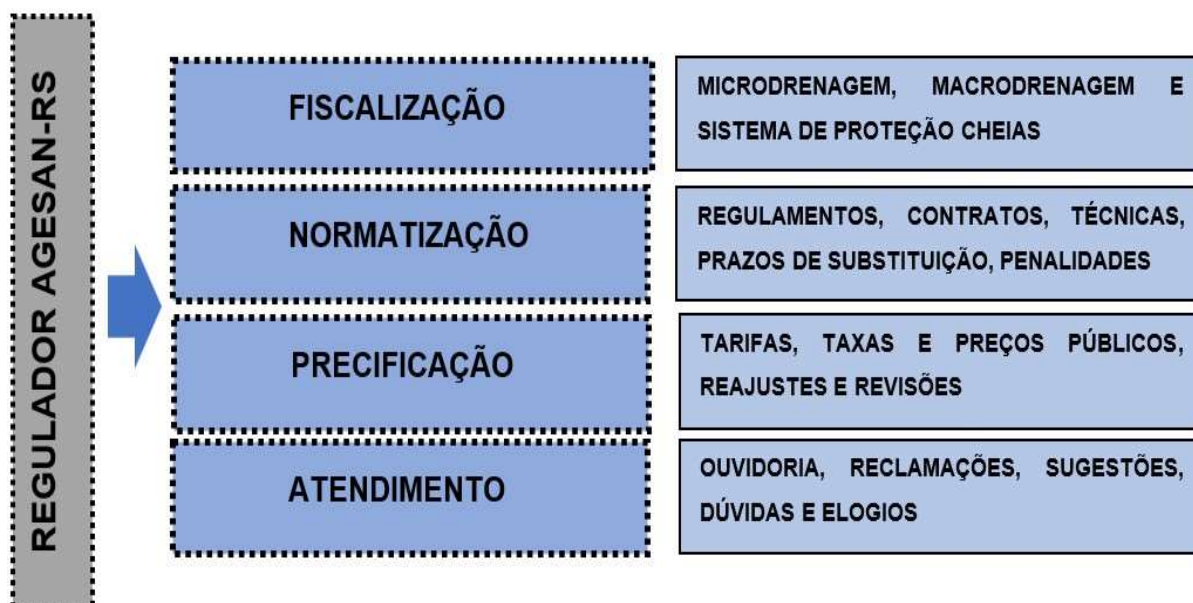 REGULADOR AGESAN-RS
FISCALIZAÇÃO
MICRODRENAGEM, MACRODRENAGEM E
SISTEMA DE PROTEÇÃO CHEIAS
NORMATIZAÇÃO
REGULAMENTOS, CONTRATOS, TÉCNICAS,
PRAZOS DE SUBSTITUIÇÃO, PENALIDADES
PRECIFICAÇÃO
TARIFAS, TAXAS E PREÇOS PÚBLICOS,
REAJUSTES E REVISÕES
ATENDIMENTO
OUVIDORIA, RECLAMAÇÕES, SUGESTÕES,
DÚVIDAS E ELOGIOS